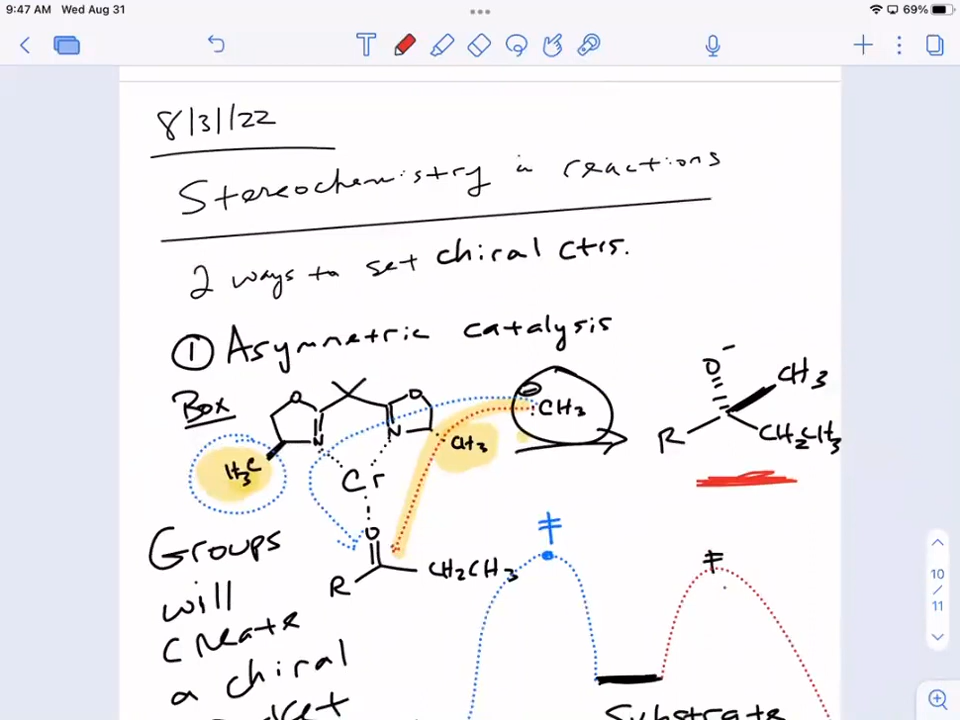 9:47 AM Wed Aug 31
69%
T
8/31/22
Stereochemistry in reactions
2 ways to set chiral ctrs.
① Asymmetric catalysis
Box
O
O
N
N
H₃C
CH₃
Cr
⊖
:CH₃
O⁻
CH₃
R
CH₂CH₃
O
R
CH₂CH₃
‡
‡
Groups
will
create
a chiral
pocket
Substrate
10
/
11